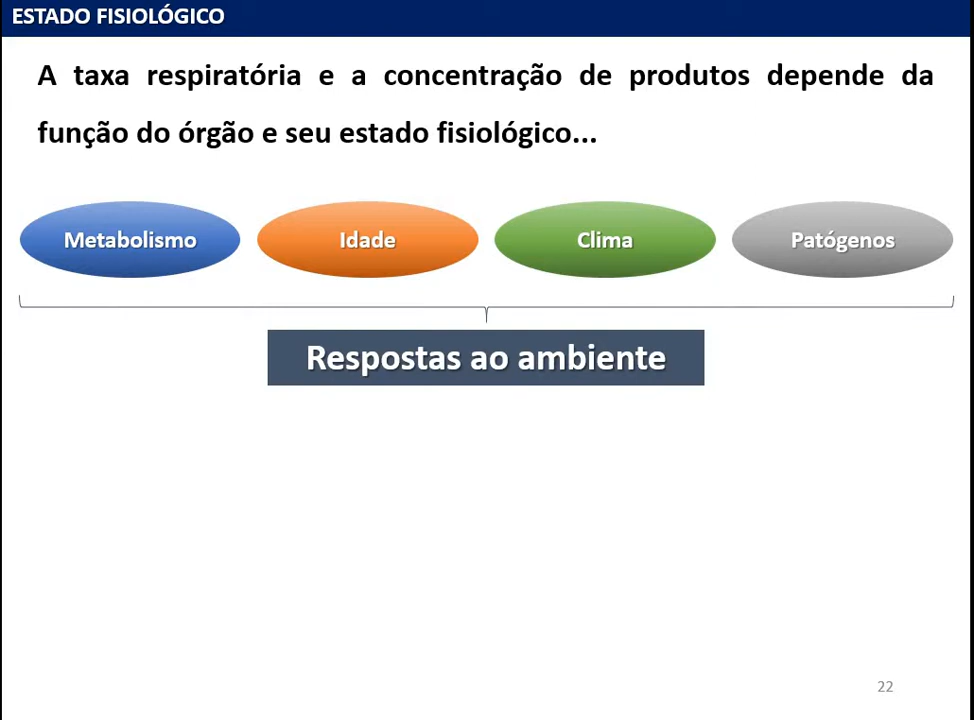 ESTADO FISIOLÓGICO
A taxa respiratória e a concentração de produtos depende da
função do órgão e seu estado fisiológico...
Metabolismo
Idade
Clima
Patógenos
Respostas ao ambiente
22